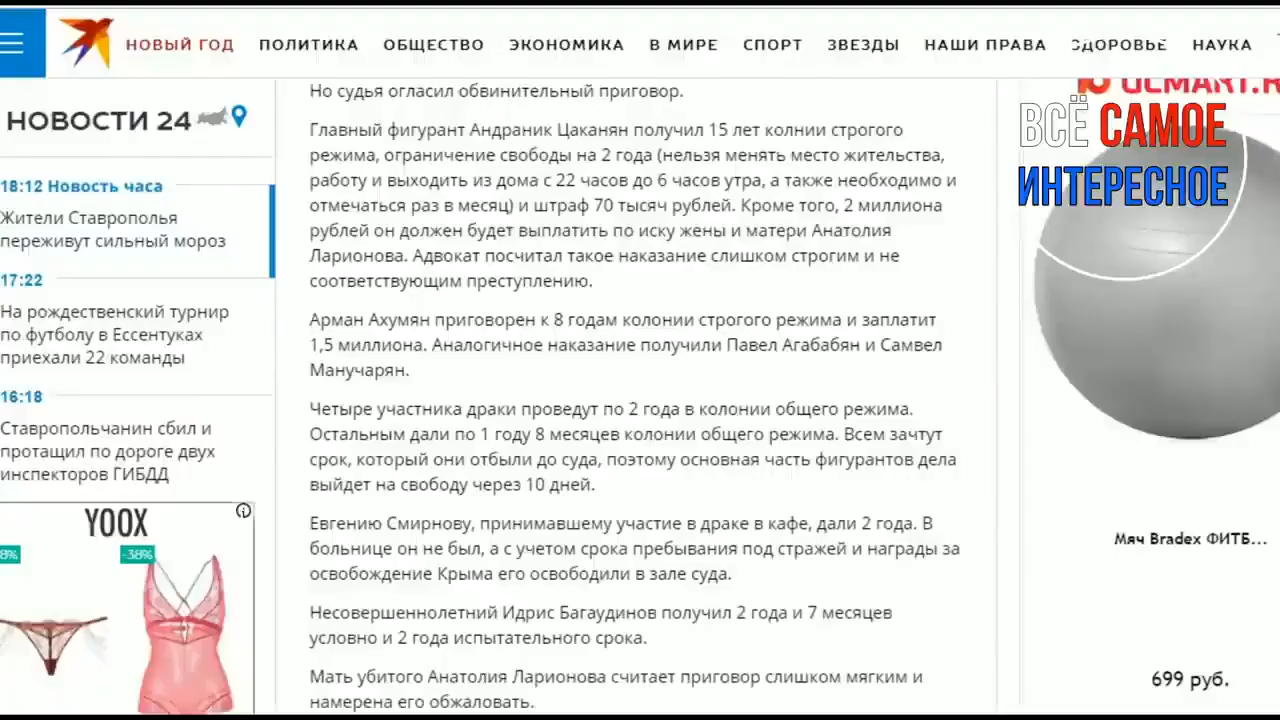 НОВЫЙ ГОД ПОЛИТИКА ОБЩЕСТВО ЭКОНОМИКА В МИРЕ СПОРТ ЗВЕЗДЫ НАШИ ПРАВА ЗДОРОВЬЕ НАУКА
НОВОСТИ 24
18:12 Новость часа
Жители Ставрополья
переживут сильный мороз
17:22
На рождественский турнир
по футболу в Ессентуках
приехали 22 команды
16:18
Ставропольчанин сбил и
протащил по дороге двух
инспекторов ГИБДД
YOOX
8%
-38%
Но судья огласил обвинительный приговор.
Главный фигурант Андраник Цаканян получил 15 лет колнии строгого
режима, ограничение свободы на 2 года (нельзя менять место жительства,
работу и выходить из дома с 22 часов до 6 часов утра, а также необходимо и
отмечаться раз в месяц) и штраф 70 тысяч рублей. Кроме того, 2 миллиона
рублей он должен будет выплатить по иску жены и матери Анатолия
Ларионова. Адвокат посчитал такое наказание слишком строгим и не
соответствующим преступлению.
Арман Ахумян приговорен к 8 годам колонии строгого режима и заплатит
1,5 миллиона. Аналогичное наказание получили Павел Агабабян и Самвел
Манучарян.
Четыре участника драки проведут по 2 года в колонии общего режима.
Остальным дали по 1 году 8 месяцев колонии общего режима. Всем зачтут
срок, который они отбыли до суда, поэтому основная часть фигурантов дела
выйдет на свободу через 10 дней.
Евгению Смирнову, принимавшему участие в драке в кафе, дали 2 года. В
больнице он не был, а с учетом срока пребывания под стражей и награды за
освобождение Крыма его освободили в зале суда.
Несовершеннолетний Идрис Багаудинов получил 2 года и 7 месяцев
условно и 2 года испытательного срока.
Мать убитого Анатолия Ларионова считает приговор слишком мягким и
намерена его обжаловать.
ВСЁ САМОЕ
ИНТЕРЕСНОЕ
Мяч Bradex ФИТБ...
699 руб.